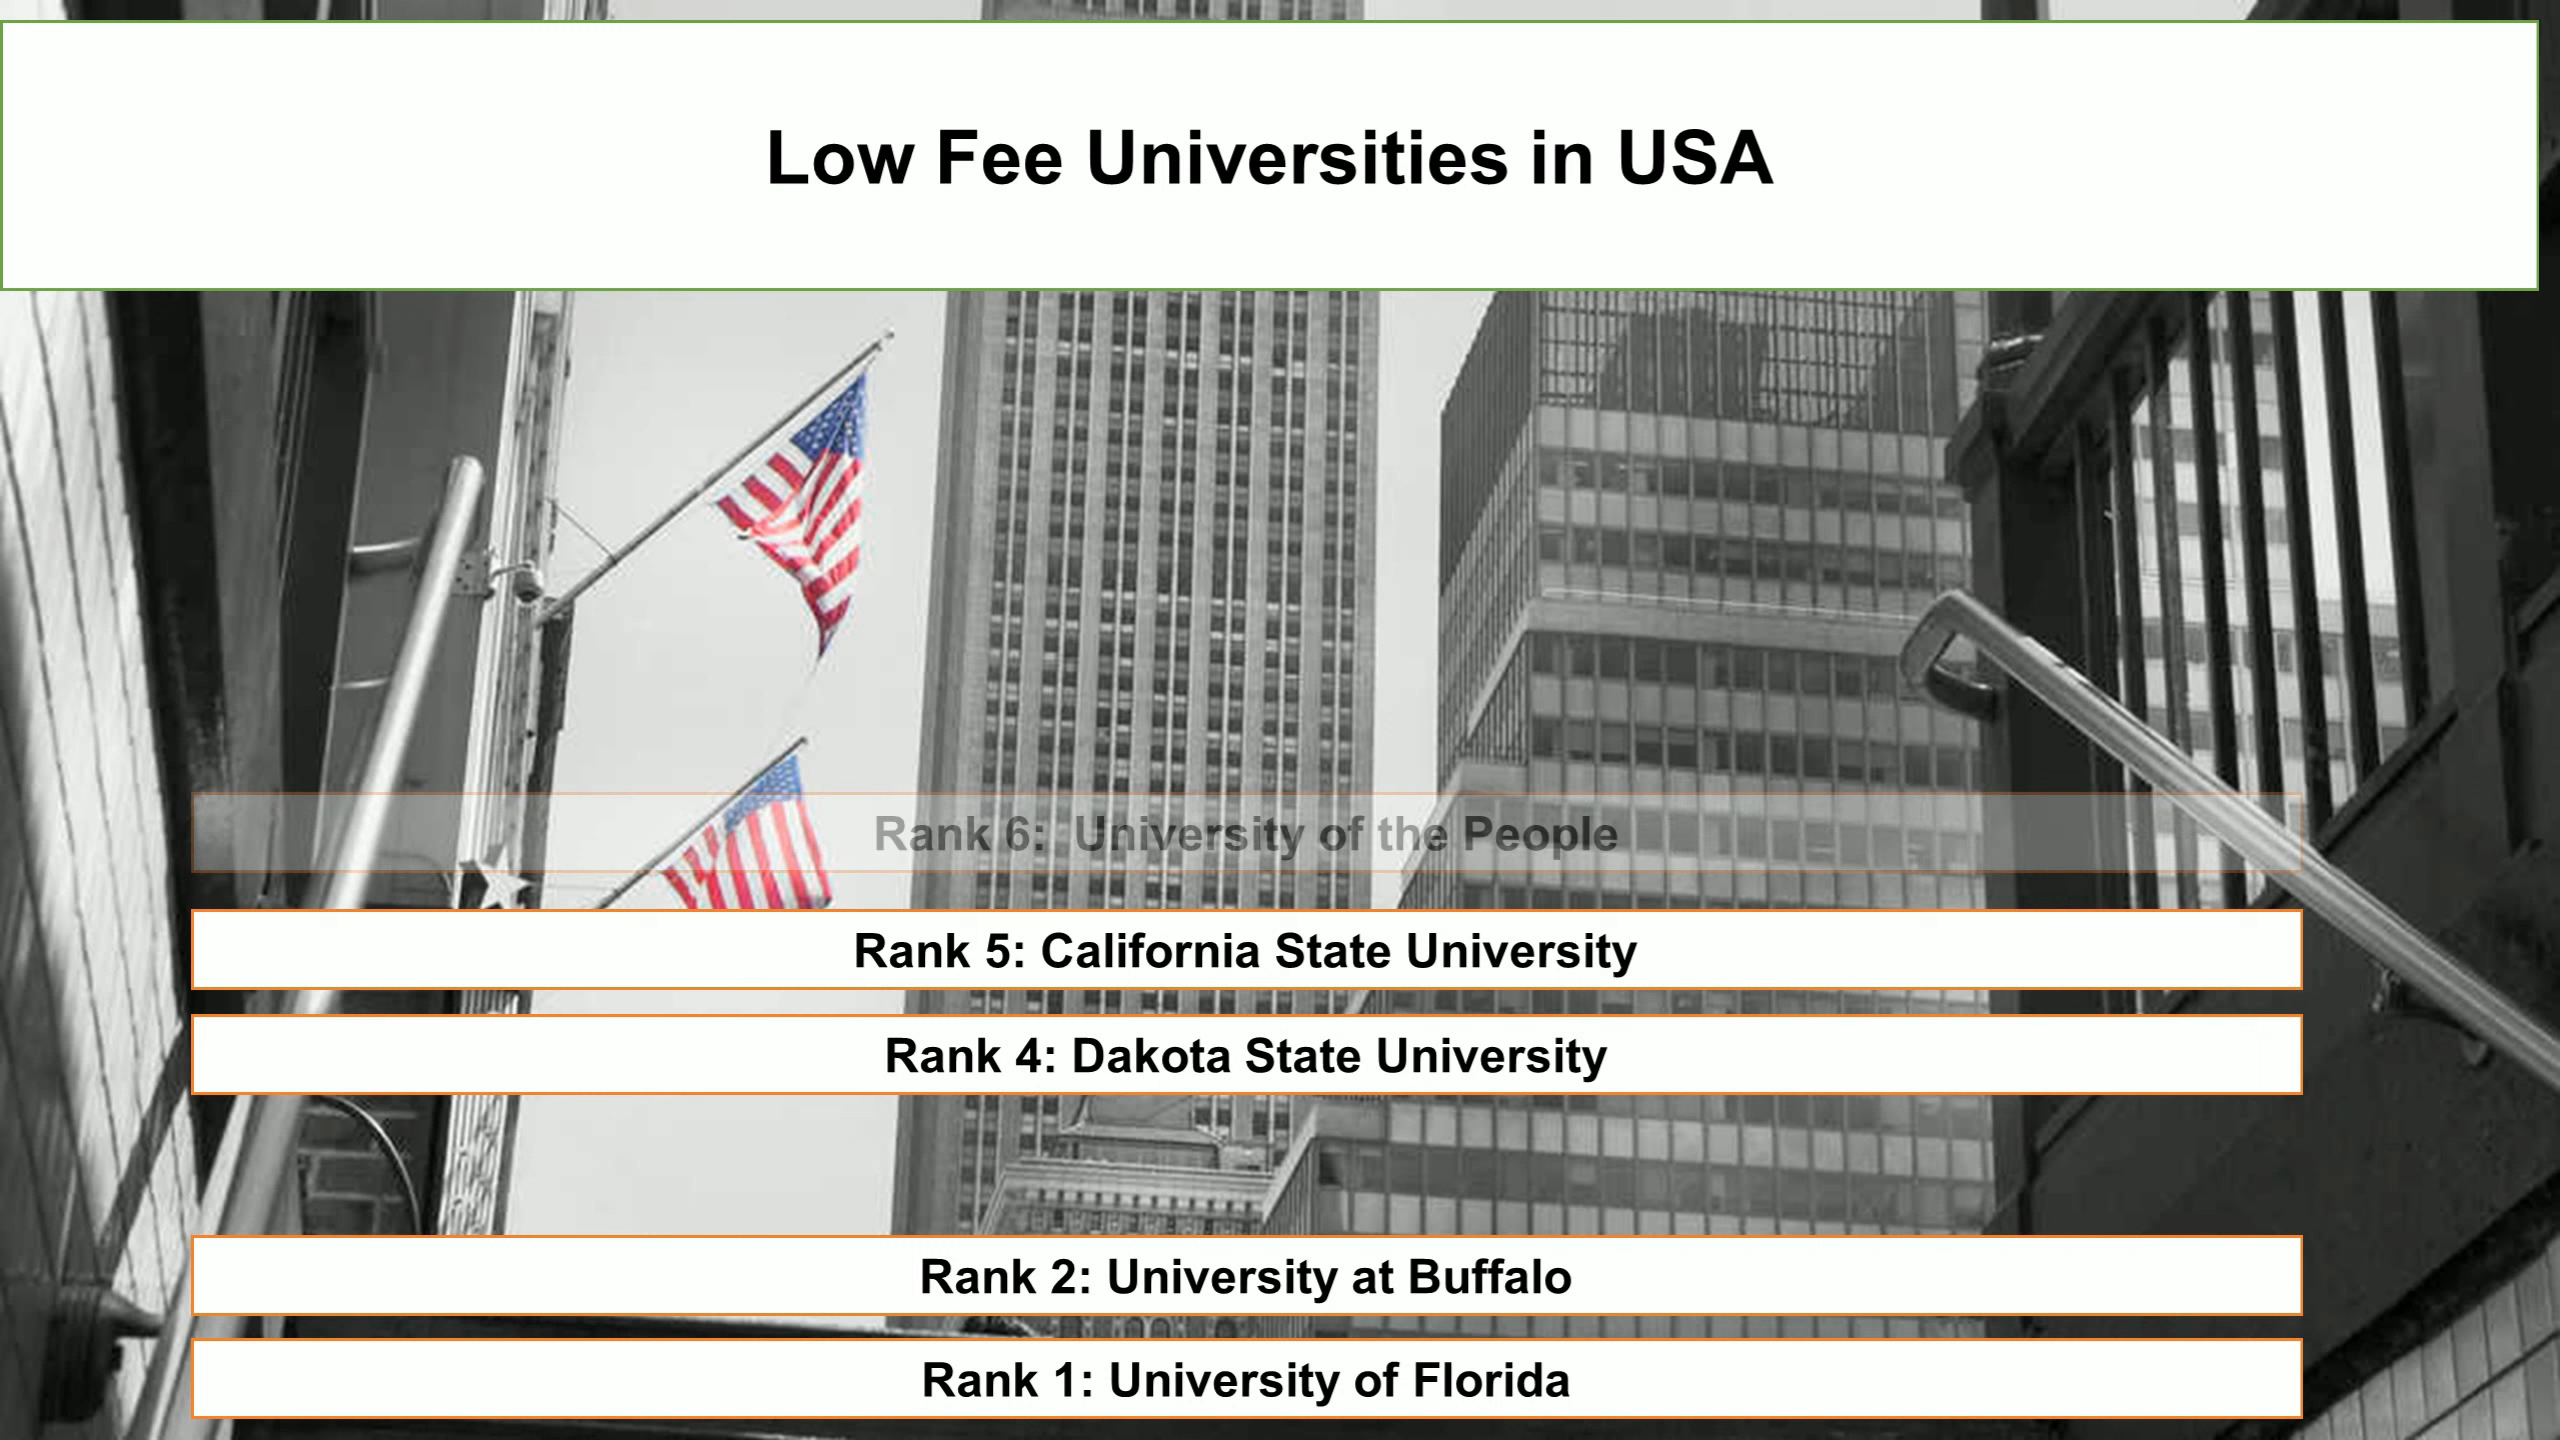 Low Fee Universities in USA
Rank 6: University of the People
Rank 5: California State University
Rank 4: Dakota State University
Rank 2: University at Buffalo
Rank 1: University of Florida